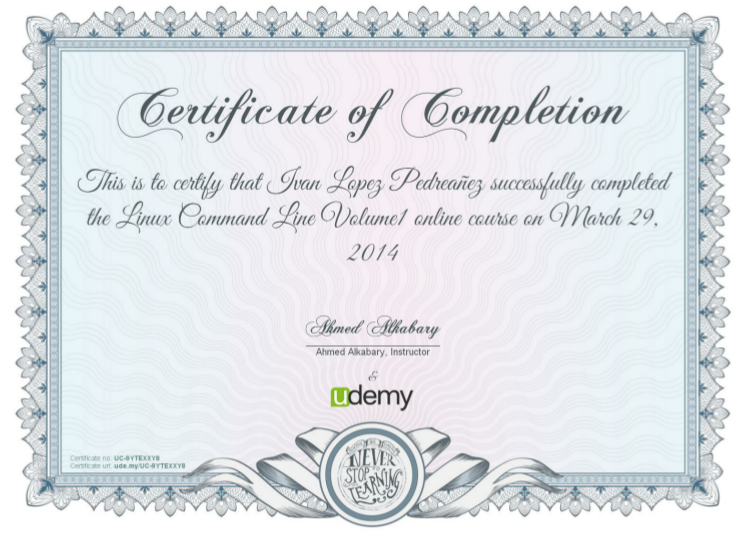 Certificate of Completion
This is to certify that Ivan Lopez Pedreañez successfully completed
the Linux Command Line Volume1 online course on March 29,
2014
Ahmed Alkabary
Ahmed Alkabary, Instructor
&
udemy
Certificate no: UC-9YTEXXY8
Certificate url: ude.my/UC-9YTEXXY8
NEVER
STOP
LEARNING